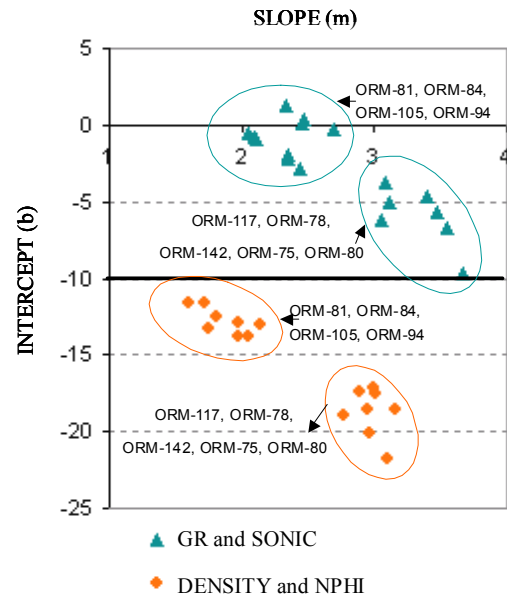 SLOPE (m)
5
ORM-81, ORM-84,
ORM-105, ORM-94
0
1 2 3 4
-5
ORM-117, ORM-78,
ORM-142, ORM-75, ORM-80
INTERCEPT (b)
-10
ORM-81, ORM-84,
ORM-105, ORM-94
-15
ORM-117, ORM-78,
-20
ORM-142, ORM-75, ORM-80
-25
GR and SONIC
DENSITY and NPHI